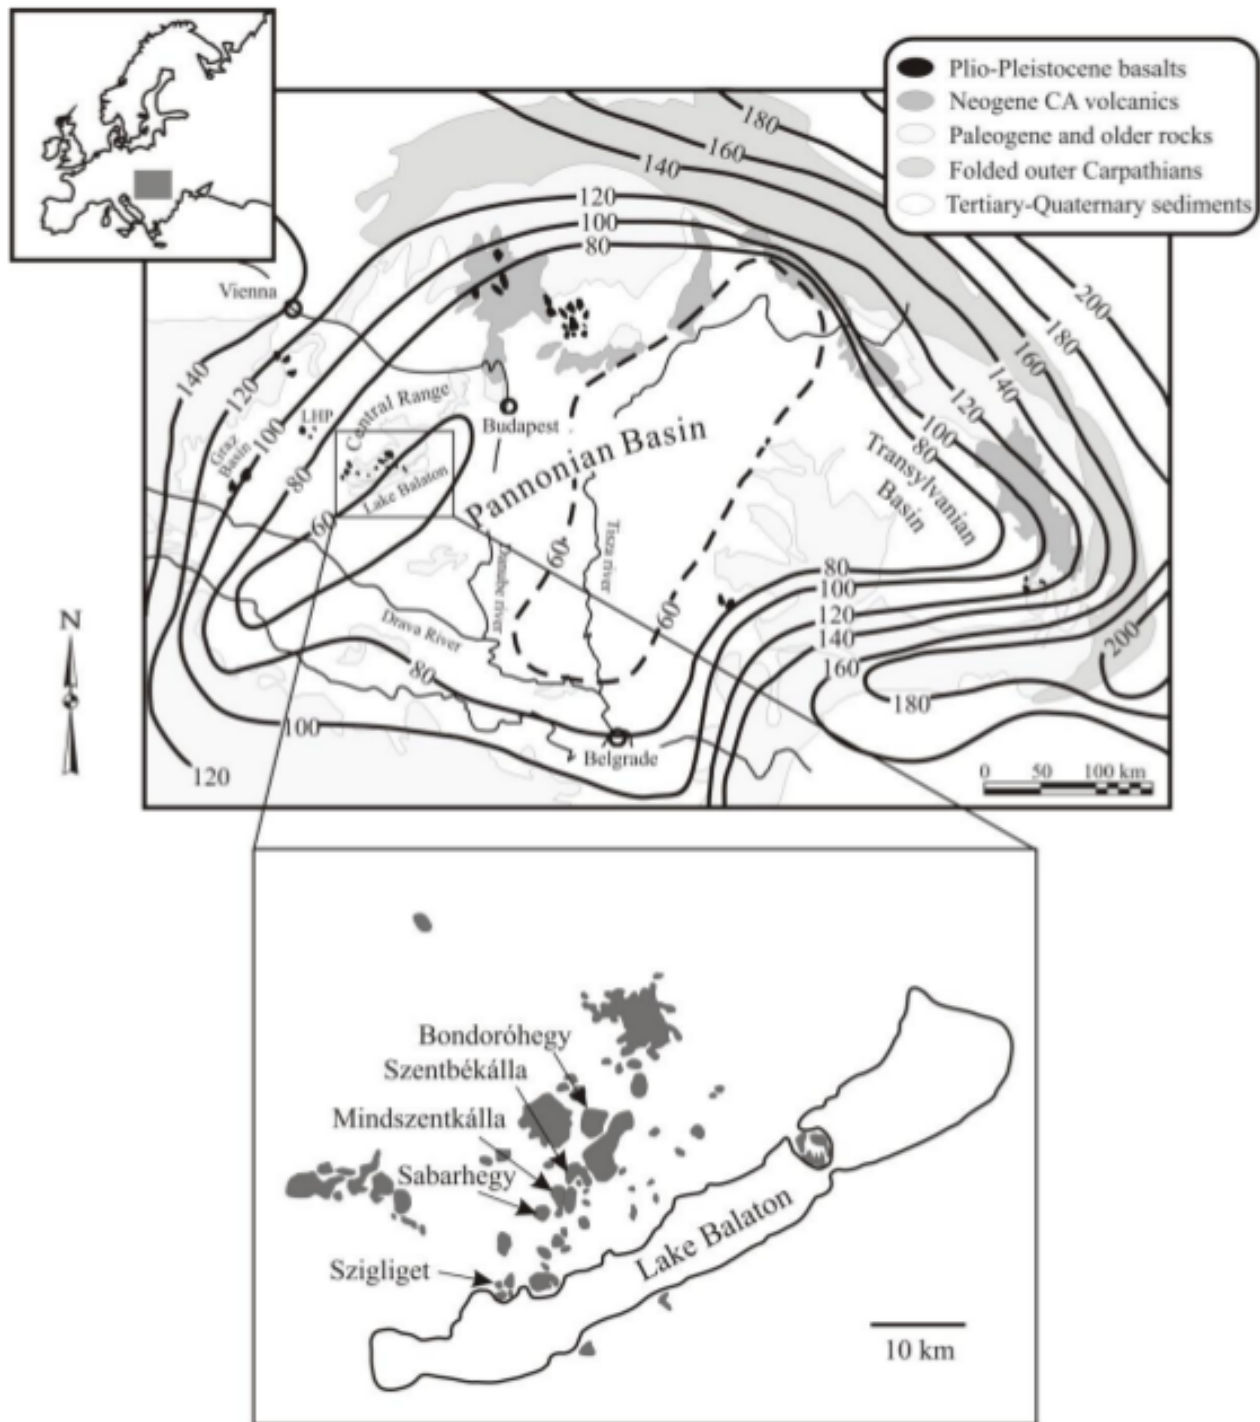 Plio-Pleistocene basalts
Neogene CA volcanics
Paleogene and older rocks
Folded outer Carpathians
Tertiary-Quaternary sediments
180
160
140
120
100
80
200
180
160
140
120
100
80
Vienna
140
120
100
80
60
LHP
Central Range
Graz
Basin
Budapest
Lake Balaton
Pannonian Basin
Transylvanian
Basin
Tisza river
Danube river
Drava River
60
60
80
100
120
140
160
180
200
80
100
120
Belgrade
N
0 50 100 km
Bondoróhegy
Szentbékálla
Mindszentkálla
Sabarhegy
Szigliget
Lake Balaton
10 km